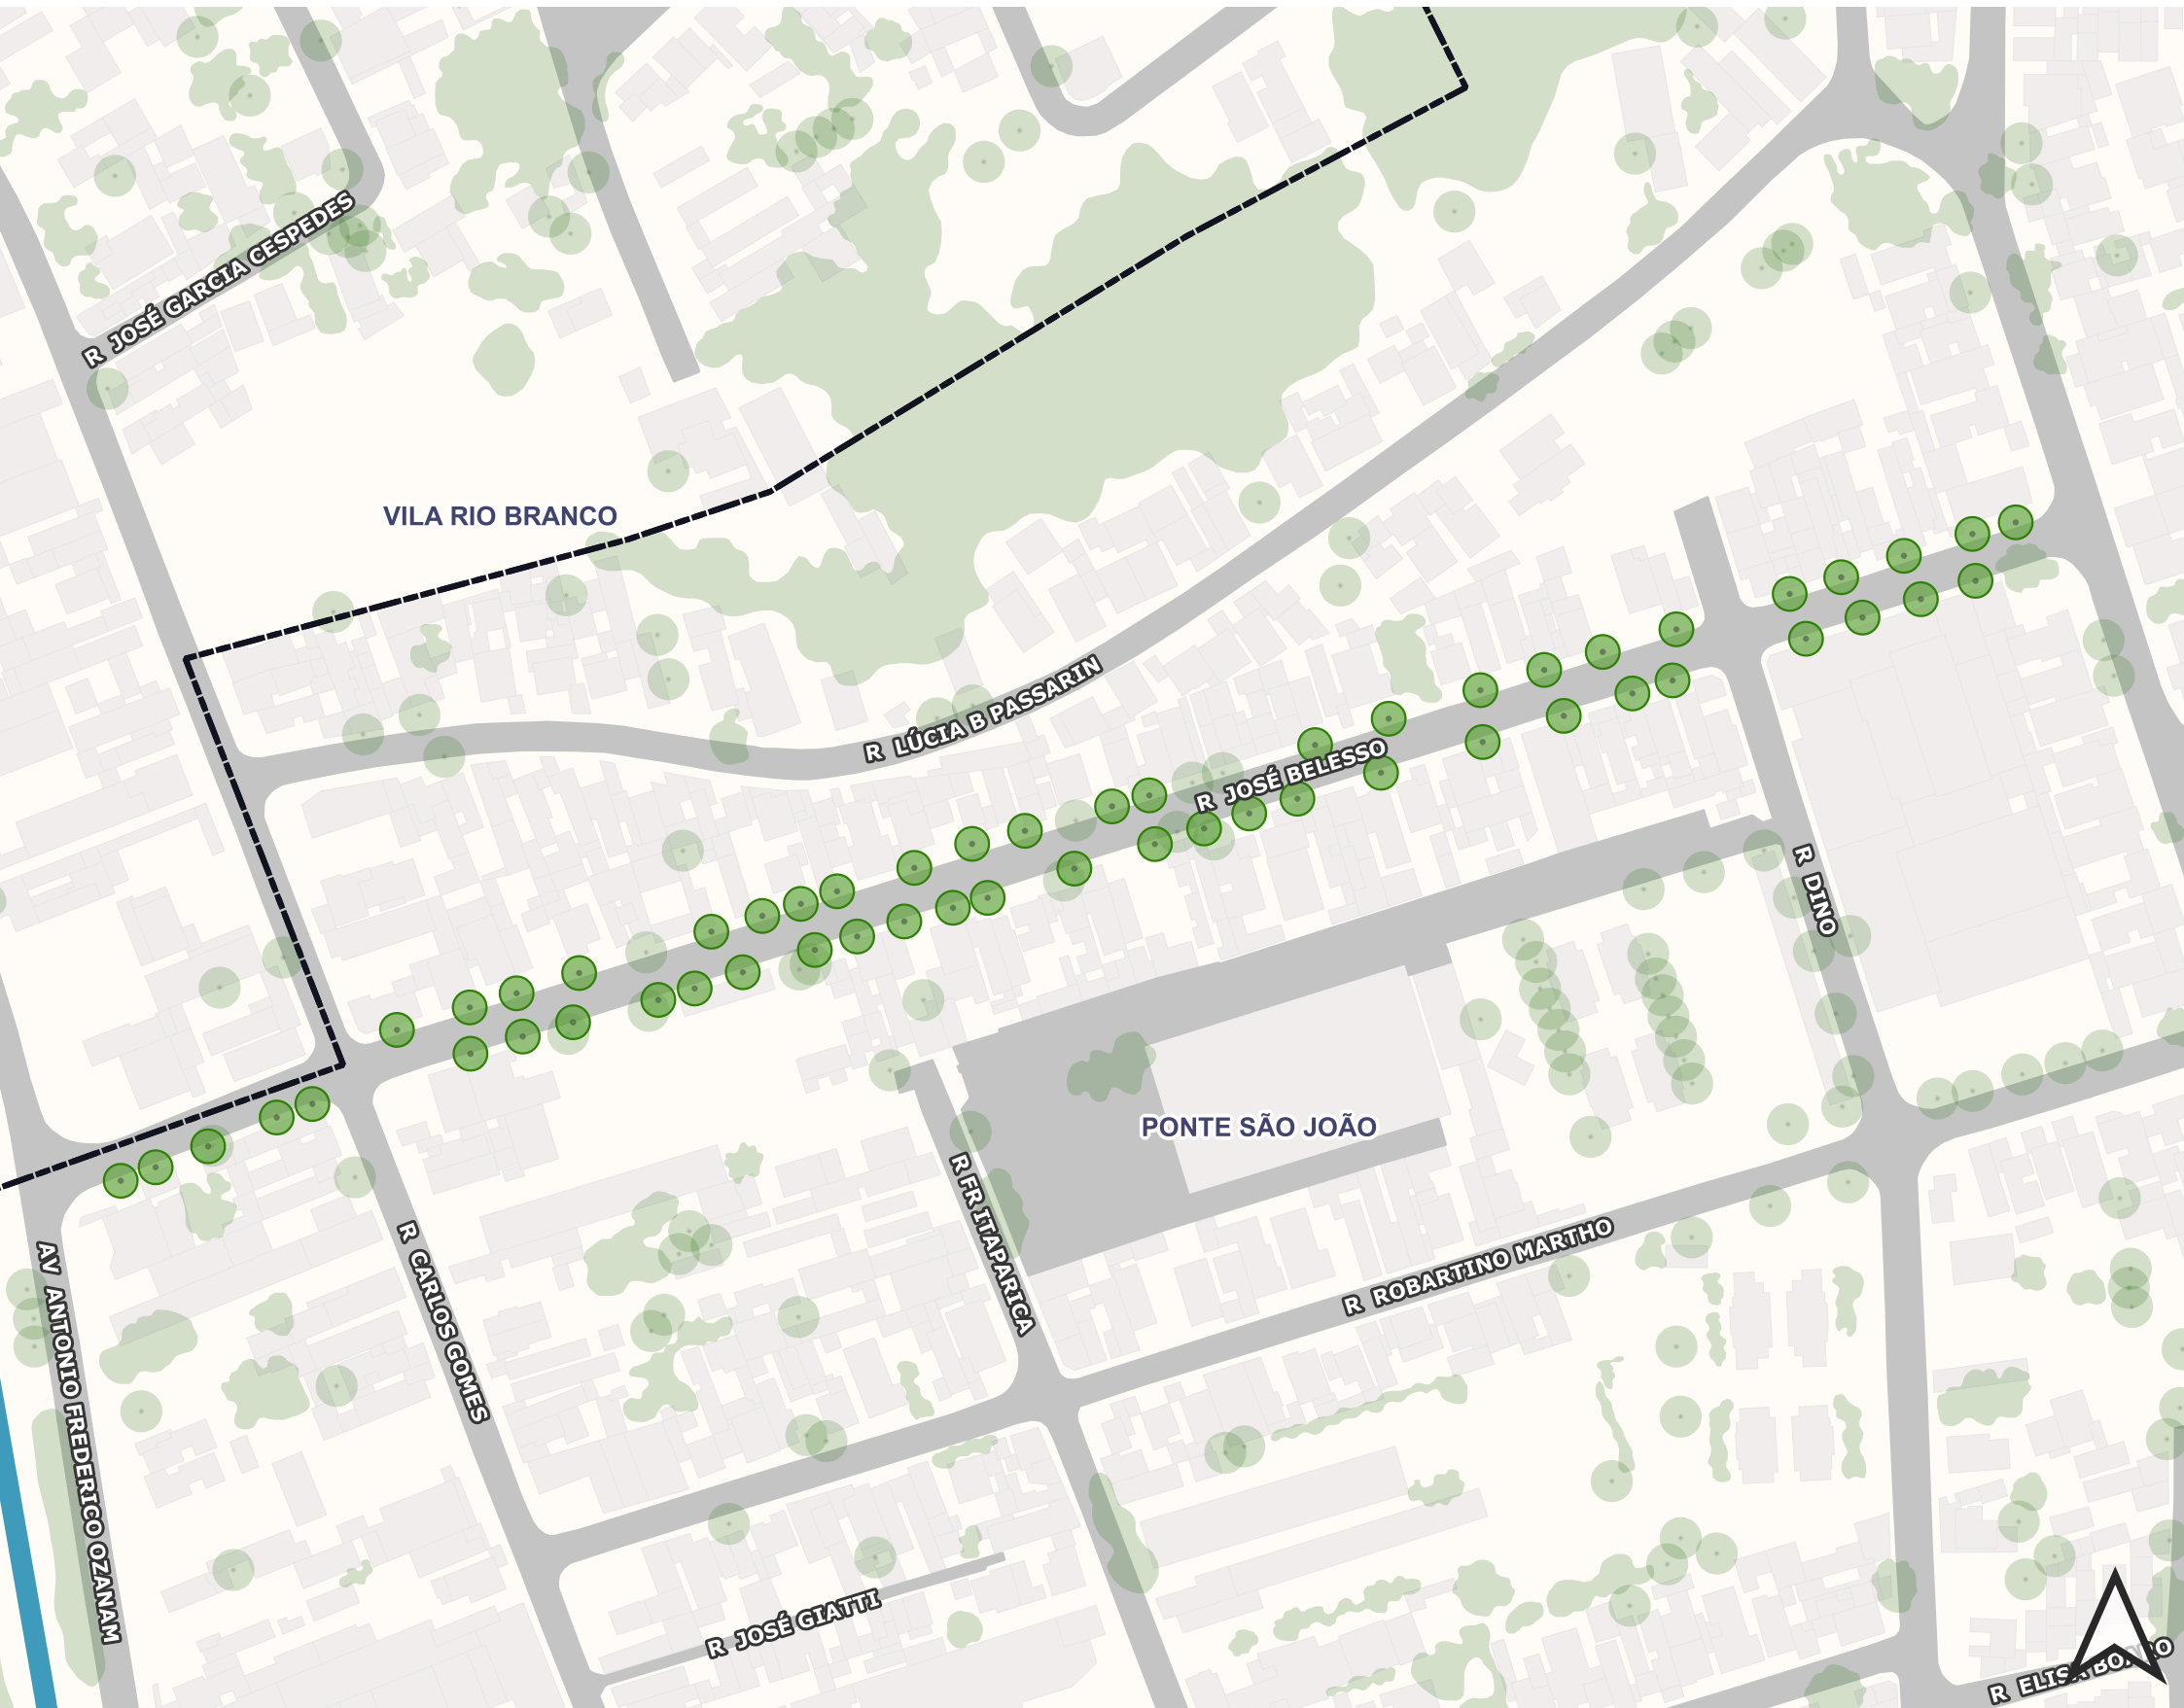 R JOSÉ GARCIA CESPEDES
VILA RIO BRANCO
R LÚCIA B PASSARIN
R JOSÉ BELESSO
R DINO
PONTE SÃO JOÃO
R FR ITAPARICA
R CARLOS GOMES
AV ANTONIO FREDERICO OZANAM
R ROBARTINO MARTHO
R JOSÉ GIATTI
R ELISA